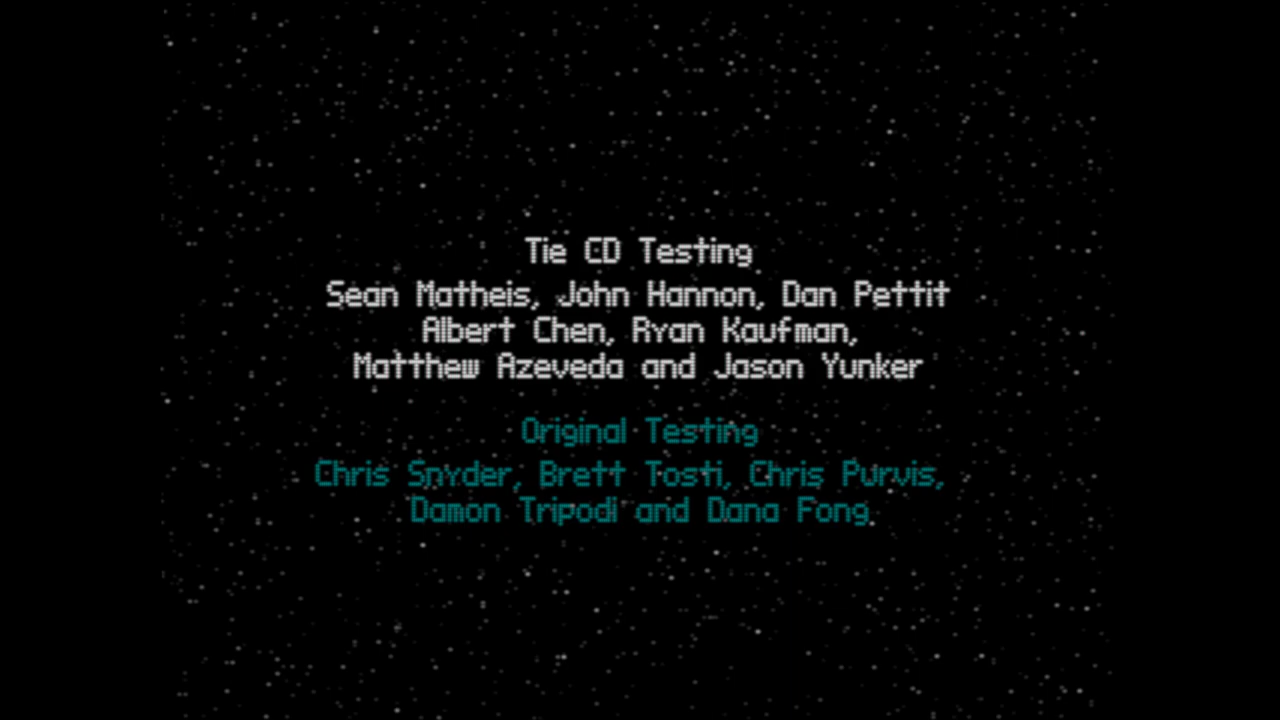 Tie CD Testing
Sean Matheis, John Hannon, Dan Pettit
Albert Chen, Ryan Kaufman,
Matthew Azeveda and Jason Yunker
Original Testing
Chris Snyder, Brett Tosti, Chris Purvis,
Damon Tripodi and Dana Fong